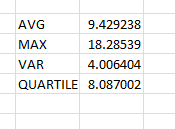 AVG 9.429238
MAX 18.28539
VAR 4.006404
QUARTILE 8.087002